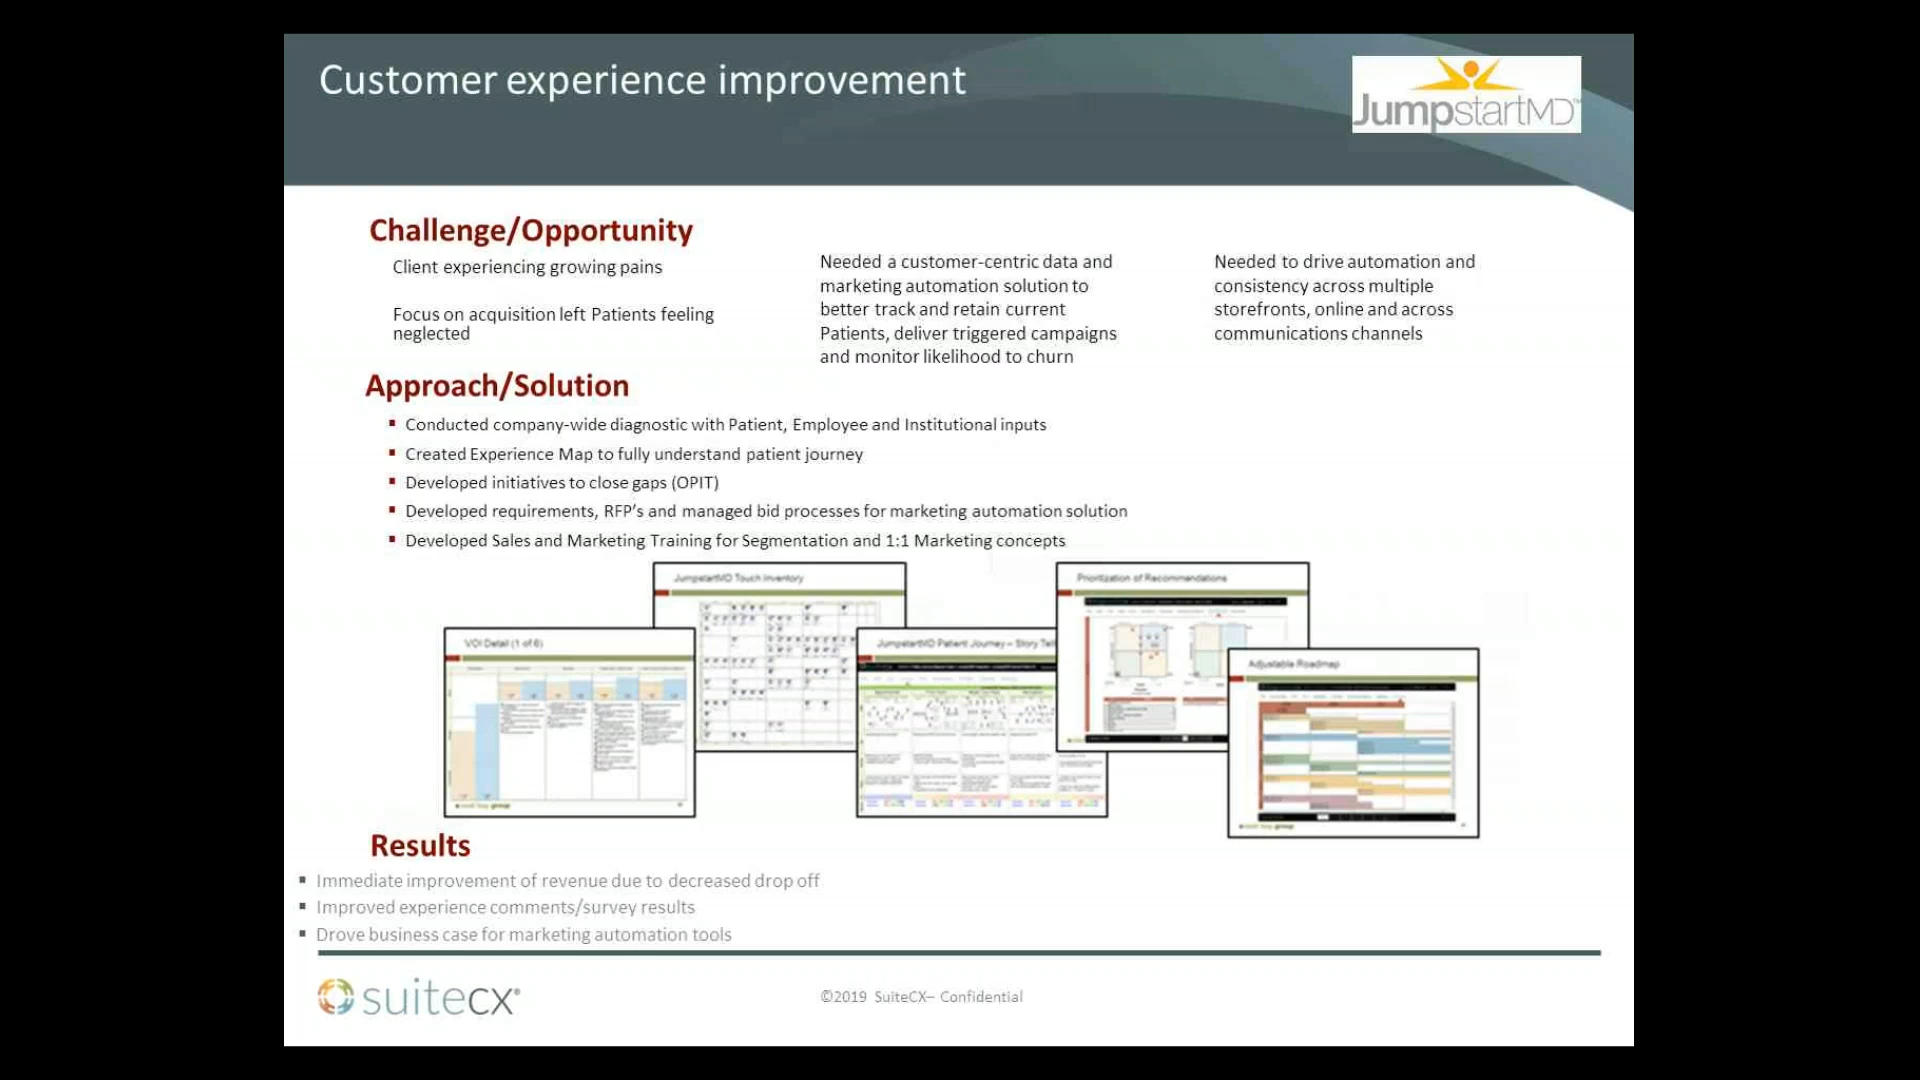 Customer experience improvement
JumpstartMD™
Challenge/Opportunity
Client experiencing growing pains
Focus on acquisition left Patients feeling
neglected
Needed a customer-centric data and
marketing automation solution to
better track and retain current
Patients, deliver triggered campaigns
and monitor likelihood to churn
Needed to drive automation and
consistency across multiple
storefronts, online and across
communications channels
Approach/Solution
▪ Conducted company-wide diagnostic with Patient, Employee and Institutional inputs
▪ Created Experience Map to fully understand patient journey
▪ Developed initiatives to close gaps (OPIT)
▪ Developed requirements, RFP's and managed bid processes for marketing automation solution
▪ Developed Sales and Marketing Training for Segmentation and 1:1 Marketing concepts
VOI Detail (1 of 6)
JumpstartMD Touch Inventory
JumpstartMD Patient Journey – Story Tell
Prioritization of Recommendations
Adjustable Roadmap
Results
▪ Immediate improvement of revenue due to decreased drop off
▪ Improved experience comments/survey results
▪ Drove business case for marketing automation tools
suitecx®
©2019 SuiteCX– Confidential